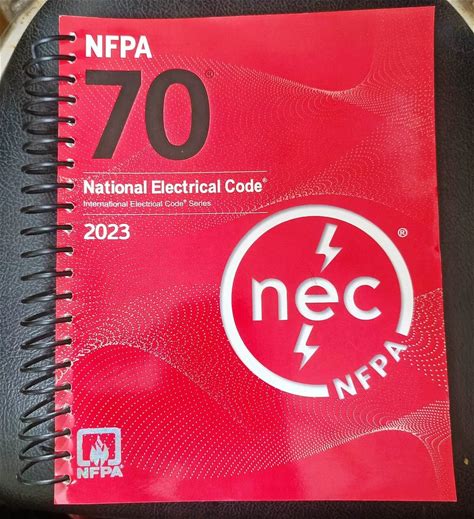 NFPA
70®
National Electrical Code®
International Electrical Code® Series
2023
nec®
NFPA
NFPA